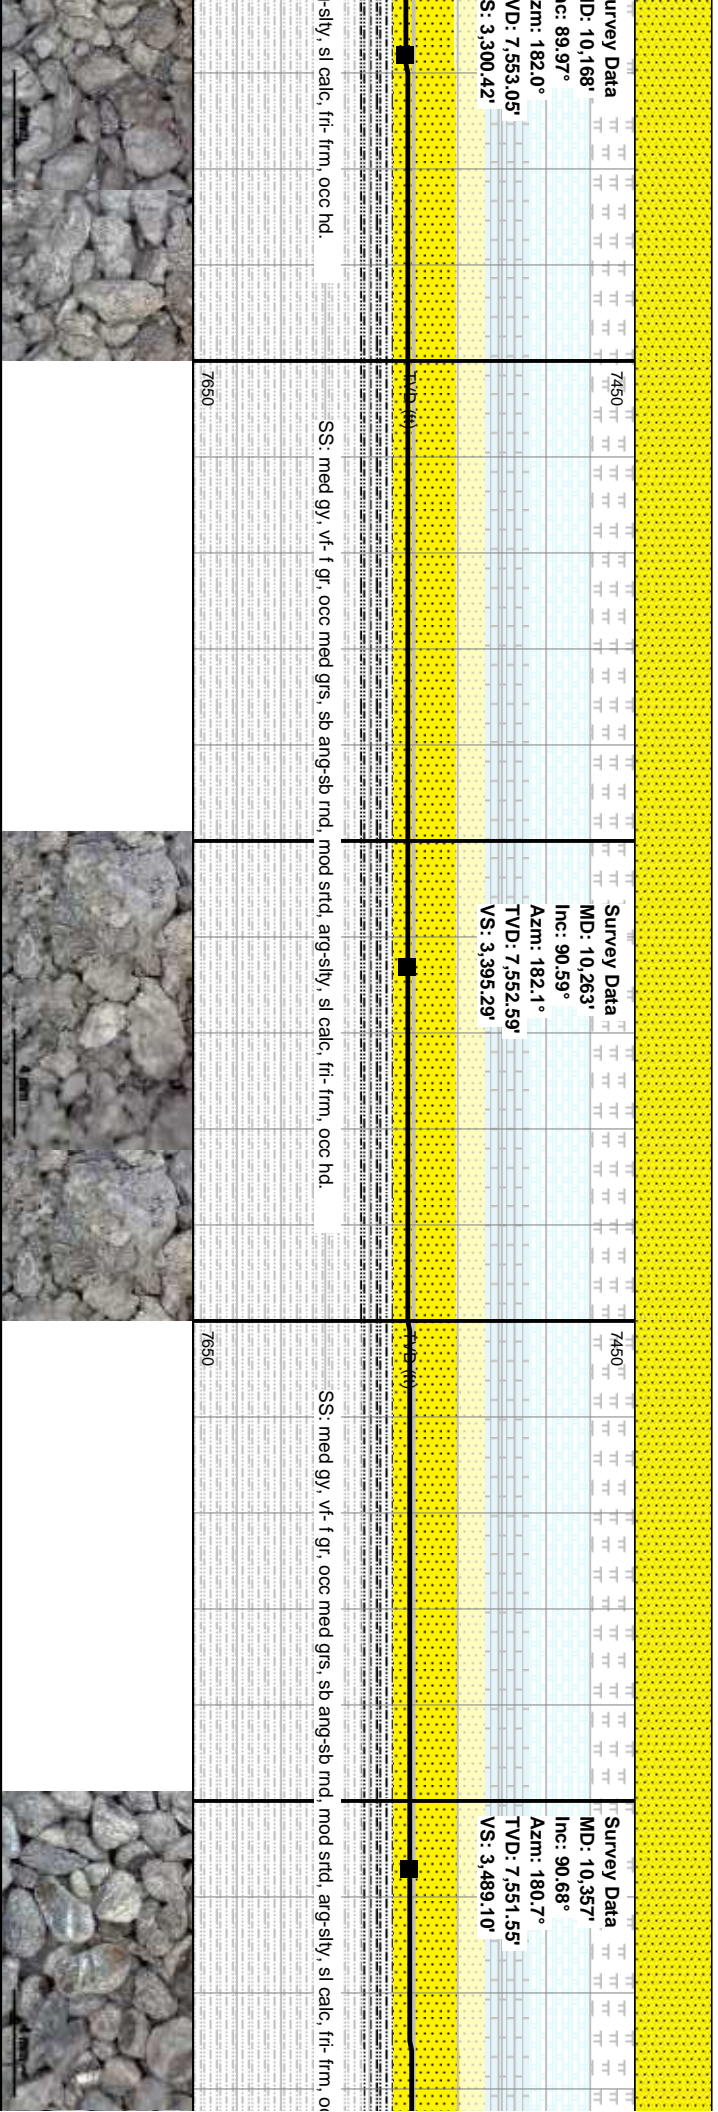 urvey Data
D: 10,168'
nc: 89.97°
zm: 182.0°
VD: 7,553.05'
S: 3,300.42'
-slty, sl calc, fri- frm, occ hd.
7450
TVD (ft)
7650
SS: med gy, vf- f gr, occ med grs, sb ang-sb rnd, mod srtd, arg-slty, sl calc, fri- frm, occ hd.
Survey Data
MD: 10,263'
Inc: 90.59°
Azm: 182.1°
TVD: 7,552.59'
VS: 3,395.29'
7450
TVD (ft)
7650
SS: med gy, vf- f gr, occ med grs, sb ang-sb rnd, mod srtd, arg-slty, sl calc, fri- frm, oc
Survey Data
MD: 10,357'
Inc: 90.68°
Azm: 180.7°
TVD: 7,551.55'
VS: 3,489.10'